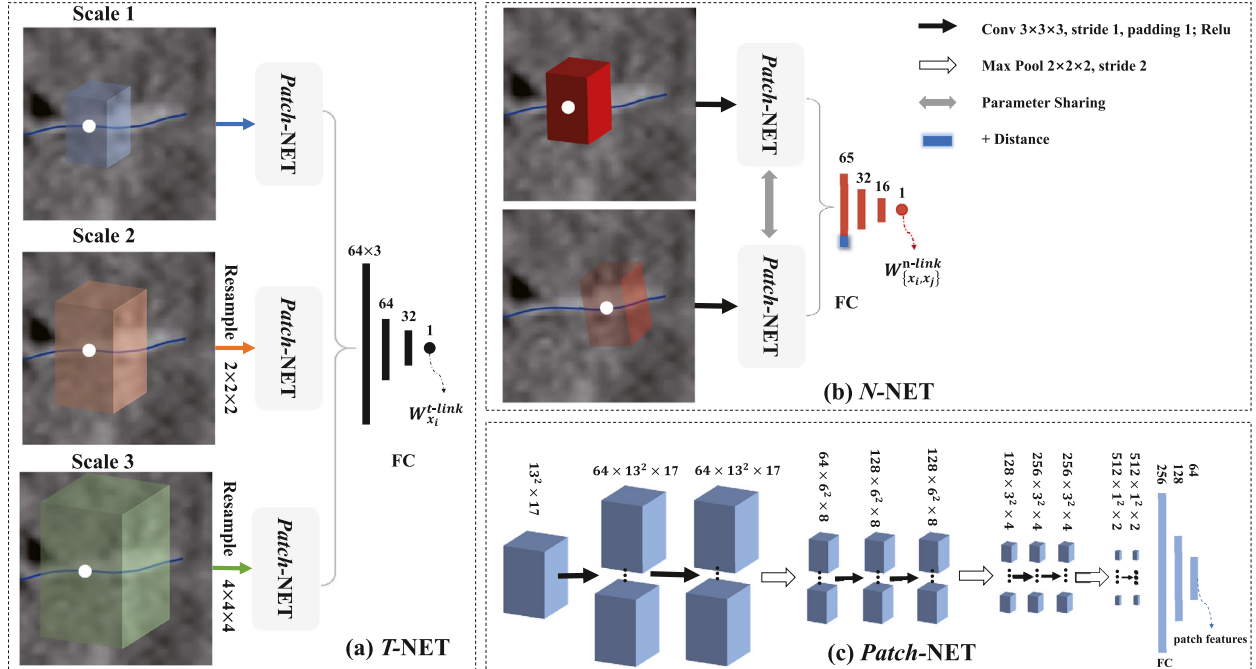 Scale 1
Patch-NET
Scale 2
Resample 2×2×2
Patch-NET
Scale 3
Resample 4×4×4
Patch-NET
64×3
64
32
1
W_{x_i}^{t-link}
FC
(a) T-NET
Patch-NET
Patch-NET
65
32
16
1
W_{\{x_i,x_j\}}^{n-link}
FC
Conv 3×3×3, stride 1, padding 1; Relu
Max Pool 2×2×2, stride 2
Parameter Sharing
+ Distance
(b) N-NET
13² × 17
64 × 13² × 17
64 × 13² × 17
64 × 6² × 8
128 × 6² × 8
128 × 6² × 8
128 × 3² × 4
256 × 3² × 4
256 × 3² × 4
512 × 1² × 2
512 × 1² × 2
256
128
64
patch features
FC
(c) Patch-NET